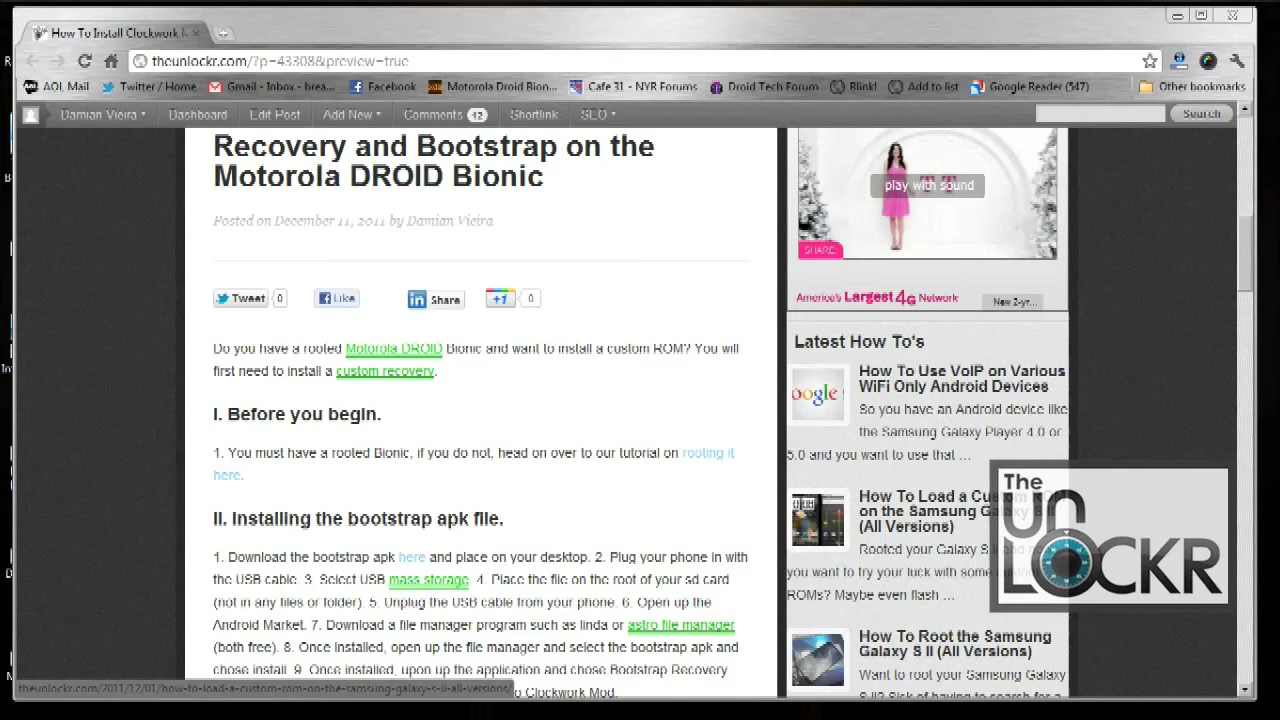 How To Install Clockwork
theunlockr.com/?p=43308&preview=true
AOL Mail
Twitter / Home
Gmail - Inbox - brea...
Facebook
Motorola Droid Bion...
Cafe 31 - NYR Forums
Droid Tech Forum...
Blink!
Add to list
Google Reader (547)
Other bookmarks
Damian Vieira
Dashboard
Edit Post
Add New
Comments 12
Shortlink
SEO
Search
Recovery and Bootstrap on the
Motorola DROID Bionic
Posted on December 11, 2011 by Damian Vieira
Tweet 0
Like
in Share
+1 0
Do you have a rooted Motorola DROID Bionic and want to install a custom ROM? You will
first need to install a custom recovery.
I. Before you begin.
1. You must have a rooted Bionic, if you do not, head on over to our tutorial on rooting it
here.
II. Installing the bootstrap apk file.
1. Download the bootstrap apk here and place on your desktop. 2. Plug your phone in with
the USB cable. 3. Select USB mass storage. 4. Place the file on the root of your sd card
(not in any files or folder). 5. Unplug the USB cable from your phone. 6. Open up the
Android Market. 7. Download a file manager program such as linda or astro file manager
(both free). 8. Once installed, open up the file manager and select the bootstrap apk and
chose install. 9. Once installed, upon up the application and chose Bootstrap Recovery
o Clockwork Mod.
theunlockr.com/2011/12/01/how-to-load-a-custom-rom-on-the-samsung-galaxy-s-ii-all-versions/
play with sound
SHARE:
America's Largest 4G Network
New 2-yr...
Latest How To's
How To Use VoIP on Various
WiFi Only Android Devices
So you have an Android device like
the Samsung Galaxy Player 4.0 or
5.0 and you want to use that ...
oogle
How To Load a Custom ROM
on the Samsung Galaxy S II
(All Versions)
Rooted your Galaxy S II and
you want to try your luck with some custom
ROMs? Maybe even flash ...
How To Root the Samsung
Galaxy S II (All Versions)
Want to root your Samsung Galaxy
S II? Sick of having to search for a
The
UNLOCKR